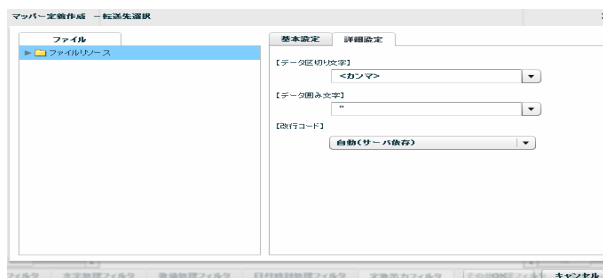 マッパー定義作成 －転送先選択
ファイル
ファイルリソース
基本設定 詳細設定
【データ区切り文字】
<カンマ>
【データ囲み文字】
"
【改行コード】
自動(サーバ依存)
キャンセル